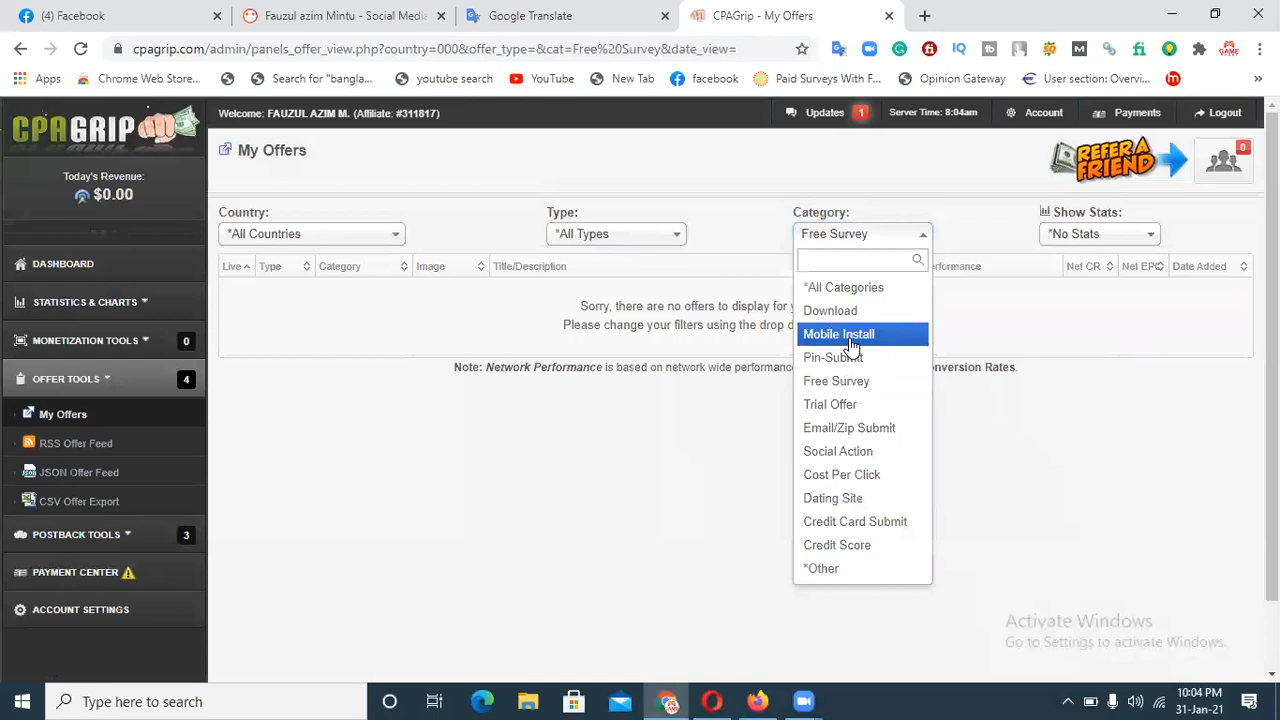 Facebook
Fauzul azim Mintu - Social Media
Google Translate
CPAGrip - My Offers
cpagrip.com/admin/panels_offer_view.php?country=000&offer_type=&cat=Free%20Survey&date_view=
Apps
Chrome Web Store...
Search for "bangla...
youtube search
YouTube
New Tab
facebook
Paid Surveys With F...
Opinion Gateway
User section: Overvi...
CPAGRIP
Welcome: FAUZUL AZIM M. (Affiliate: #311817)
Updates 1
Server Time: 8:04am
Account
Payments
Logout
My Offers
REFER A FRIEND
0
Today's Revenue:
$0.00
Country:
Type:
Category:
Show Stats:
*All Countries
*All Types
Free Survey
*No Stats
Live
Type
Category
Image
Title/Description
erformance
Net CR
Net EPC
Date Added
Sorry, there are no offers to display for y
Please change your filters using the drop d
Note: Network Performance is based on network wide performanc
onversion Rates.
*All Categories
Download
Mobile Install
Pin-Submit
Free Survey
Trial Offer
Email/Zip Submit
Social Action
Cost Per Click
Dating Site
Credit Card Submit
Credit Score
*Other
DASHBOARD
STATISTICS & CHARTS
MONETIZATION TOOLS 0
OFFER TOOLS 4
My Offers
RSS Offer Feed
JSON Offer Feed
CSV Offer Export
POSTBACK TOOLS 3
PAYMENT CENTER
ACCOUNT SETTINGS
Activate Windows
Go to Settings to activate Windows.
Type here to search
10:04 PM
31-Jan-21